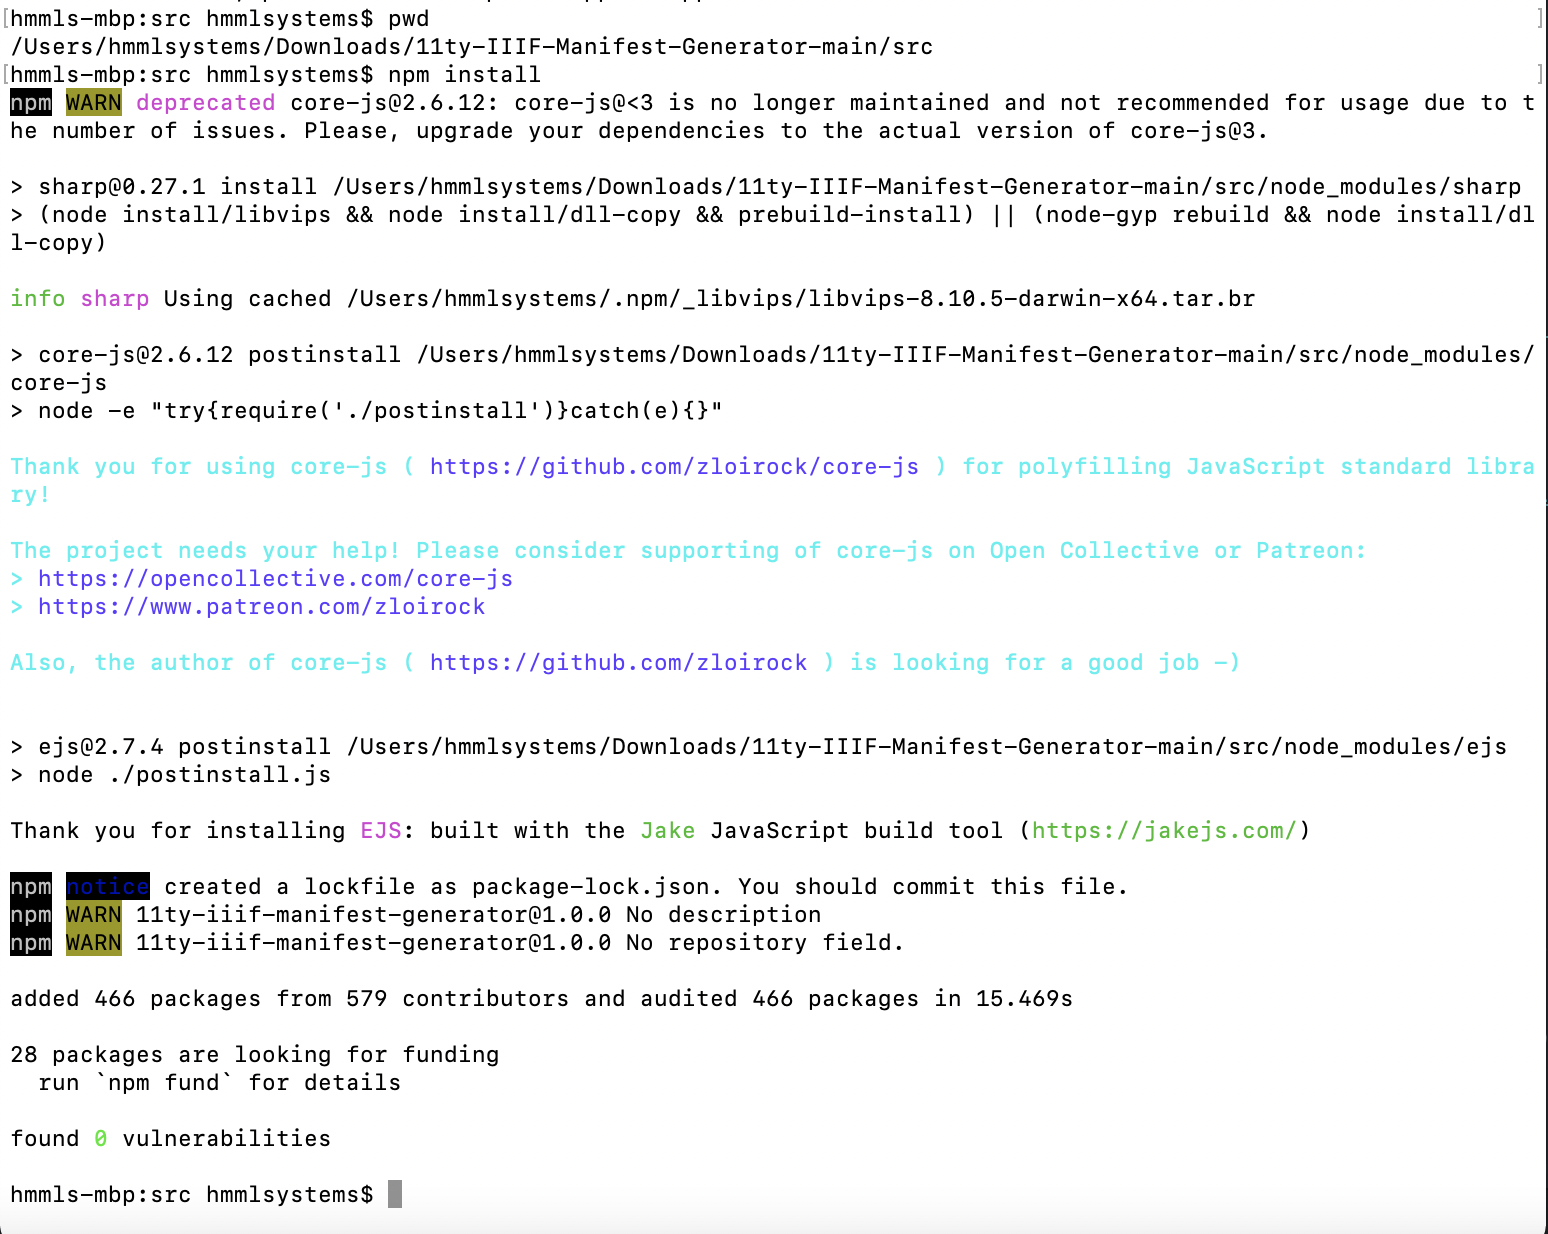 [hmmls-mbp:src hmmlsystems$ pwd ]
/Users/hmmlsystems/Downloads/11ty-IIIF-Manifest-Generator-main/src
[hmmls-mbp:src hmmlsystems$ npm install ]
npm WARN deprecated core-js@2.6.12: core-js@<3 is no longer maintained and not recommended for usage due to t
he number of issues. Please, upgrade your dependencies to the actual version of core-js@3.
> sharp@0.27.1 install /Users/hmmlsystems/Downloads/11ty-IIIF-Manifest-Generator-main/src/node_modules/sharp
> (node install/libvips && node install/dll-copy && prebuild-install) || (node-gyp rebuild && node install/dl
l-copy)
info sharp Using cached /Users/hmmlsystems/.npm/_libvips/libvips-8.10.5-darwin-x64.tar.br
> core-js@2.6.12 postinstall /Users/hmmlsystems/Downloads/11ty-IIIF-Manifest-Generator-main/src/node_modules/
core-js
> node -e "try{require('./postinstall')}catch(e){}"
Thank you for using core-js ( https://github.com/zloirock/core-js ) for polyfilling JavaScript standard libra
ry!
The project needs your help! Please consider supporting of core-js on Open Collective or Patreon:
> https://opencollective.com/core-js
> https://www.patreon.com/zloirock
Also, the author of core-js ( https://github.com/zloirock ) is looking for a good job -)
> ejs@2.7.4 postinstall /Users/hmmlsystems/Downloads/11ty-IIIF-Manifest-Generator-main/src/node_modules/ejs
> node ./postinstall.js
Thank you for installing EJS: built with the Jake JavaScript build tool (https://jakejs.com/)
npm notice created a lockfile as package-lock.json. You should commit this file.
npm WARN 11ty-iiif-manifest-generator@1.0.0 No description
npm WARN 11ty-iiif-manifest-generator@1.0.0 No repository field.
added 466 packages from 579 contributors and audited 466 packages in 15.469s
28 packages are looking for funding
run `npm fund` for details
found 0 vulnerabilities
hmmls-mbp:src hmmlsystems$